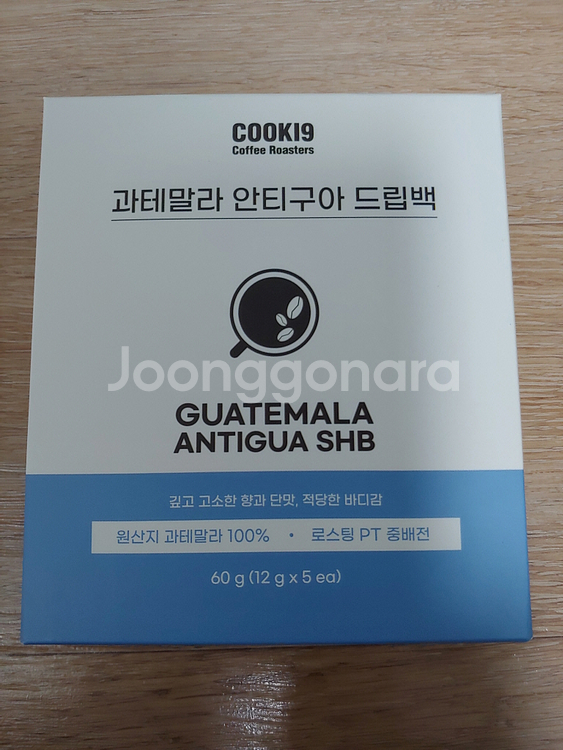 COOKI9
Coffee Roasters
과테말라 안티구아 드립백
Joonggonara
GUATEMALA
ANTIGUA SHB
깊고 고소한 향과 단맛, 적당한 바디감
원산지 과테말라 100% • 로스팅 PT 중배전
60 g (12 g x 5 ea)